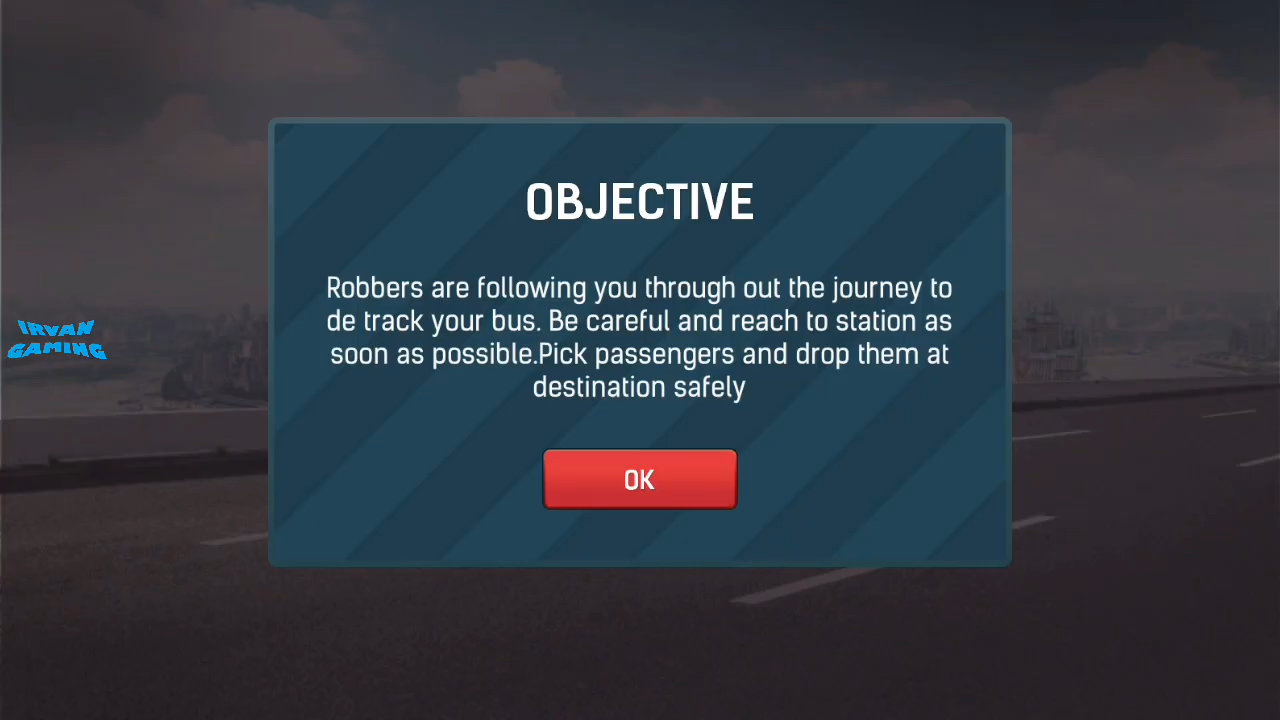 OBJECTIVE
Robbers are following you through out the journey to
de track your bus. Be careful and reach to station as
soon as possible.Pick passengers and drop them at
destination safely
IRVAN
GAMING
OK